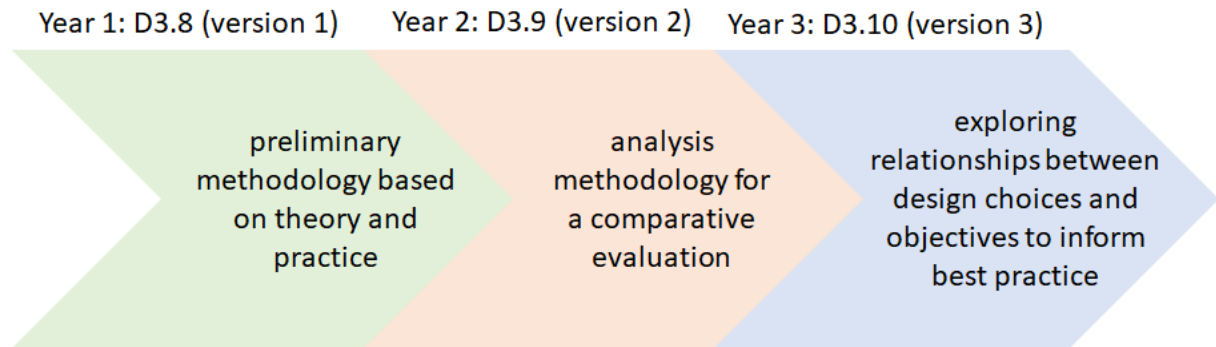 Year 1: D3.8 (version 1)
Year 2: D3.9 (version 2)
Year 3: D3.10 (version 3)
preliminary
methodology based
on theory and
practice
analysis
methodology for
a comparative
evaluation
exploring
relationships between
design choices and
objectives to inform
best practice